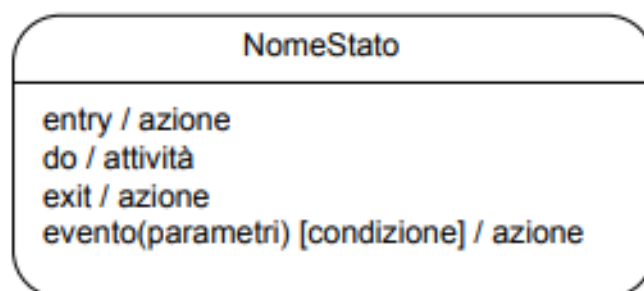 NomeStato
entry / azione
do / attività
exit / azione
evento(parametri) [condizione] / azione